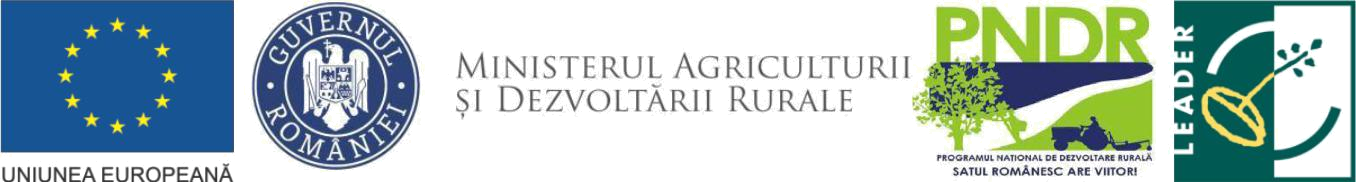 UNIUNEA EUROPEANĂ
GUVERNUL ROMÂNIEI
MINISTERUL AGRICULTURII
ȘI DEZVOLTĂRII RURALE
PNDR
PROGRAMUL NATIONAL DE DEZVOLTARE RURALĂ
SATUL ROMÂNESC ARE VIITOR!
LEADER